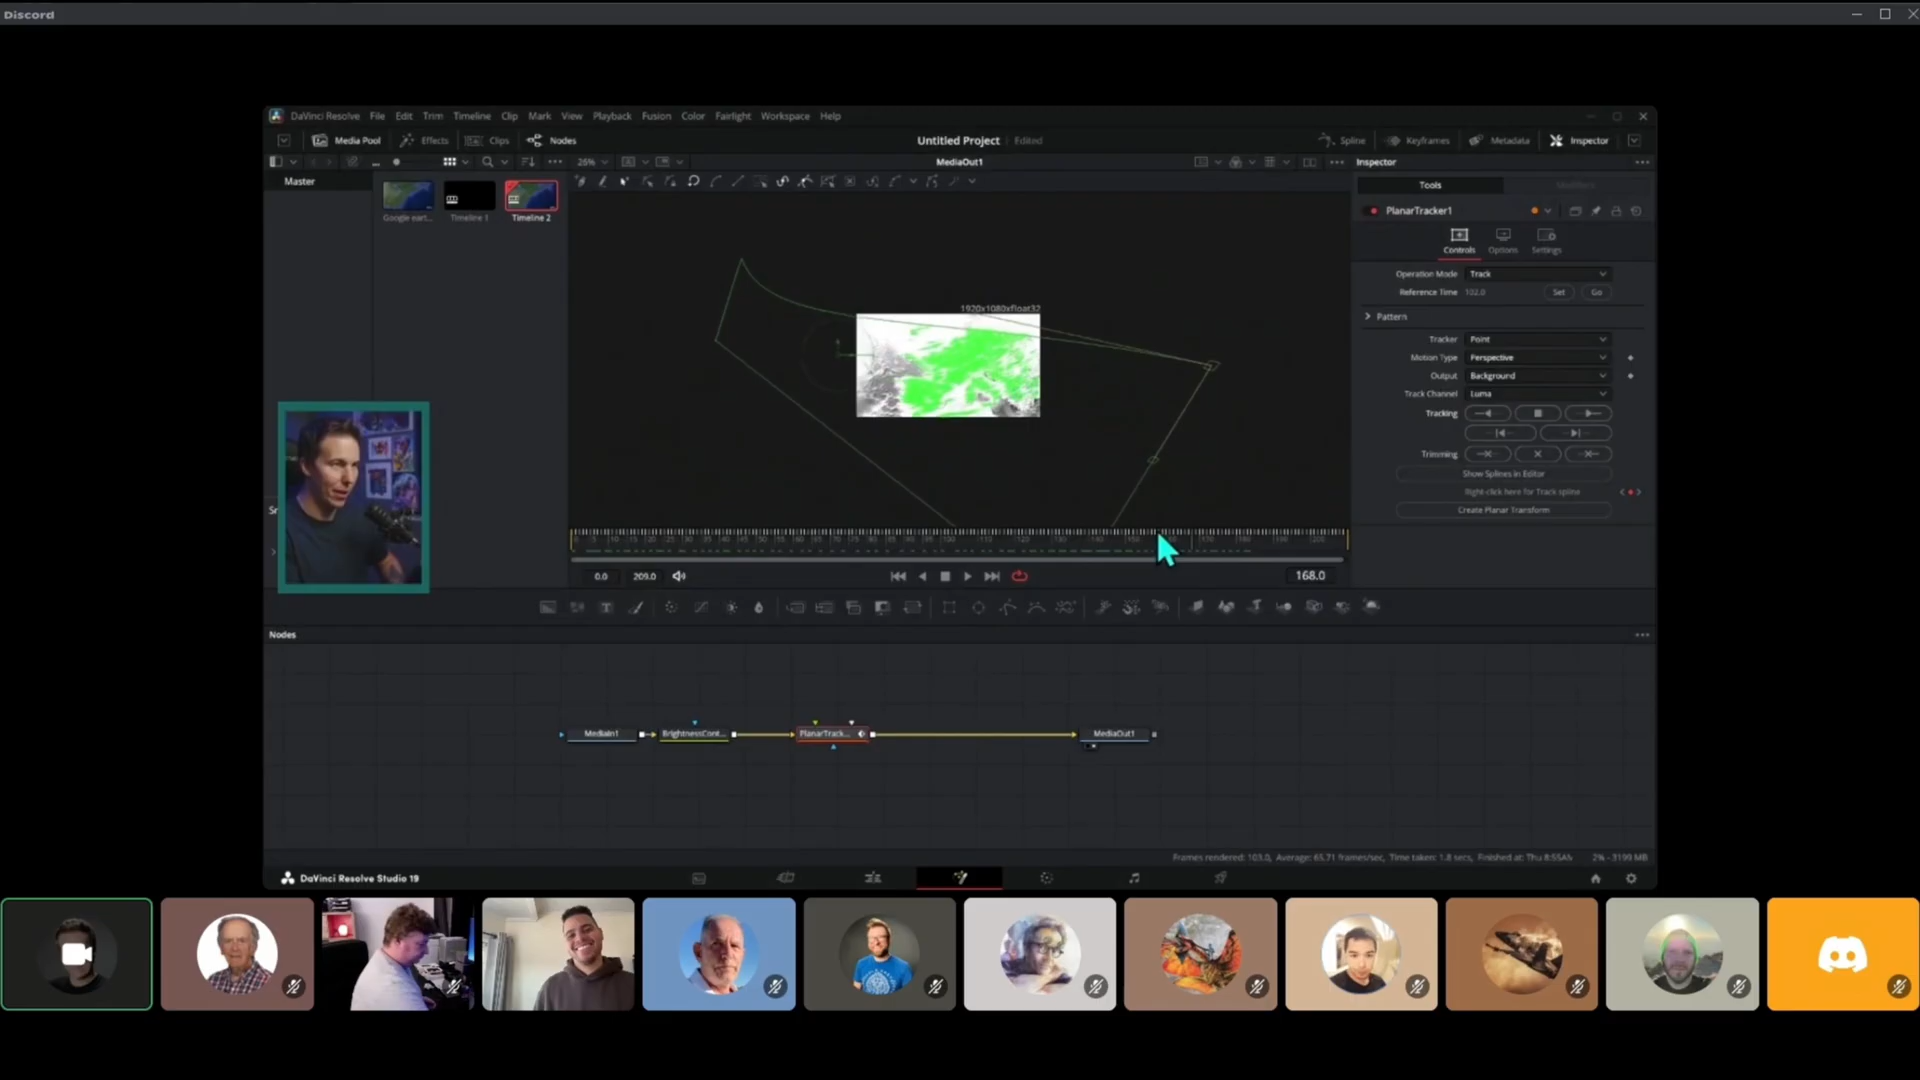 Discord
DaVinci Resolve File Edit Trim Timeline Clip Mark View Playback Fusion Color Fairlight Workspace Help
Media Pool Effects Clips Nodes Untitled Project Edited Spline Keyframes Metadata Inspector
26% MediaOut1 Inspector
Master
Google eart... Timeline 1 Timeline 2
Tools Modifiers
PlanarTracker1
Controls Options Settings
Operation Mode Track
Reference Time 102.0 Set Go
Pattern
1920x1080xfloat32
Tracker Point
Motion Type Perspective
Output Background
Track Channel Luma
Tracking
Trimming
Show Splines in Editor
Right-click here for Track spline
Create Planar Transform
0.0 209.0 168.0
Nodes
MediaIn1 BrightnessCont... PlanarTrack... MediaOut1
Frames rendered: 103.0, Average: 65.71 frames/sec, Time taken: 1.8 secs, Finished at: Thu 8:55AM 2% - 3199 MB
DaVinci Resolve Studio 19